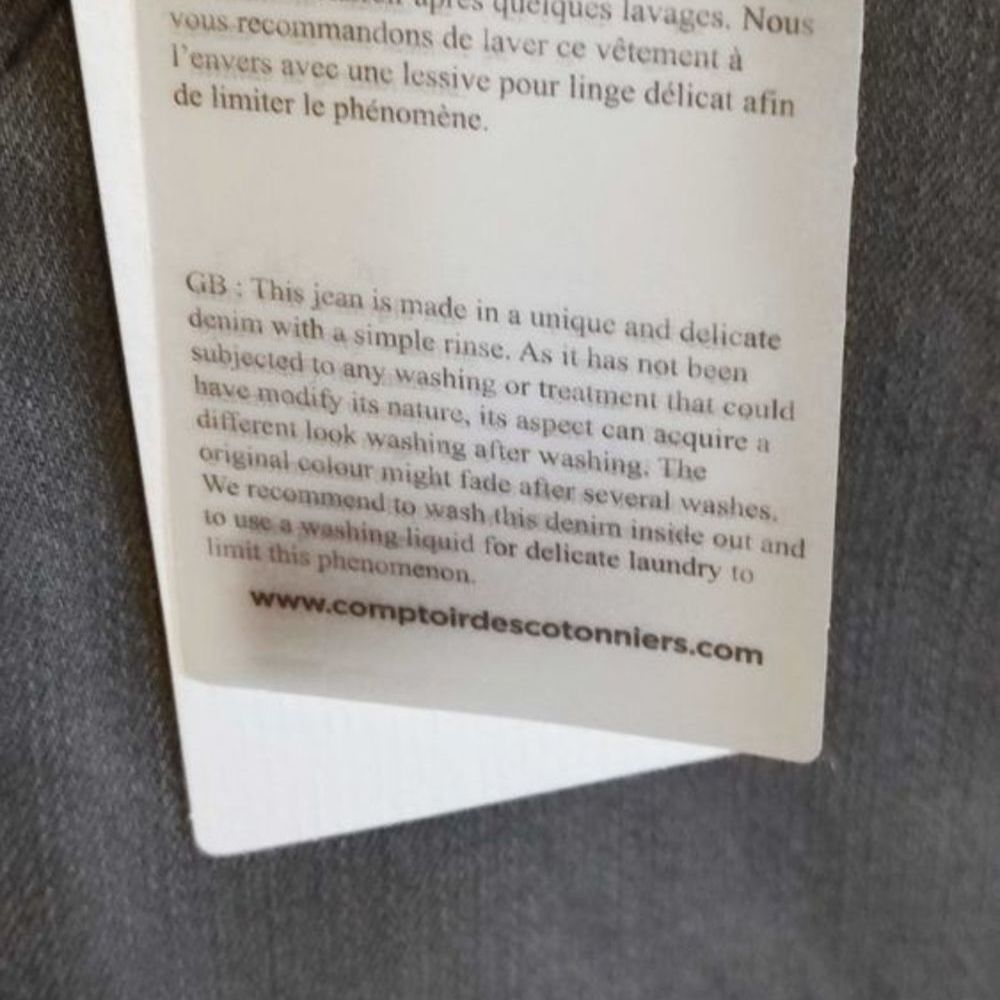 après quelques lavages. Nous
vous recommandons de laver ce vêtement à
l'envers avec une lessive pour linge délicat afin
de limiter le phénomène.
GB : This jean is made in a unique and delicate
denim with a simple rinse. As it has not been
subjected to any washing or treatment that could
have modify its nature, its aspect can acquire a
different look washing after washing. The
original colour might fade after several washes.
We recommend to wash this denim inside out and
to use a washing liquid for delicate laundry to
limit this phenomenon.
www.comptoirdescotonniers.com